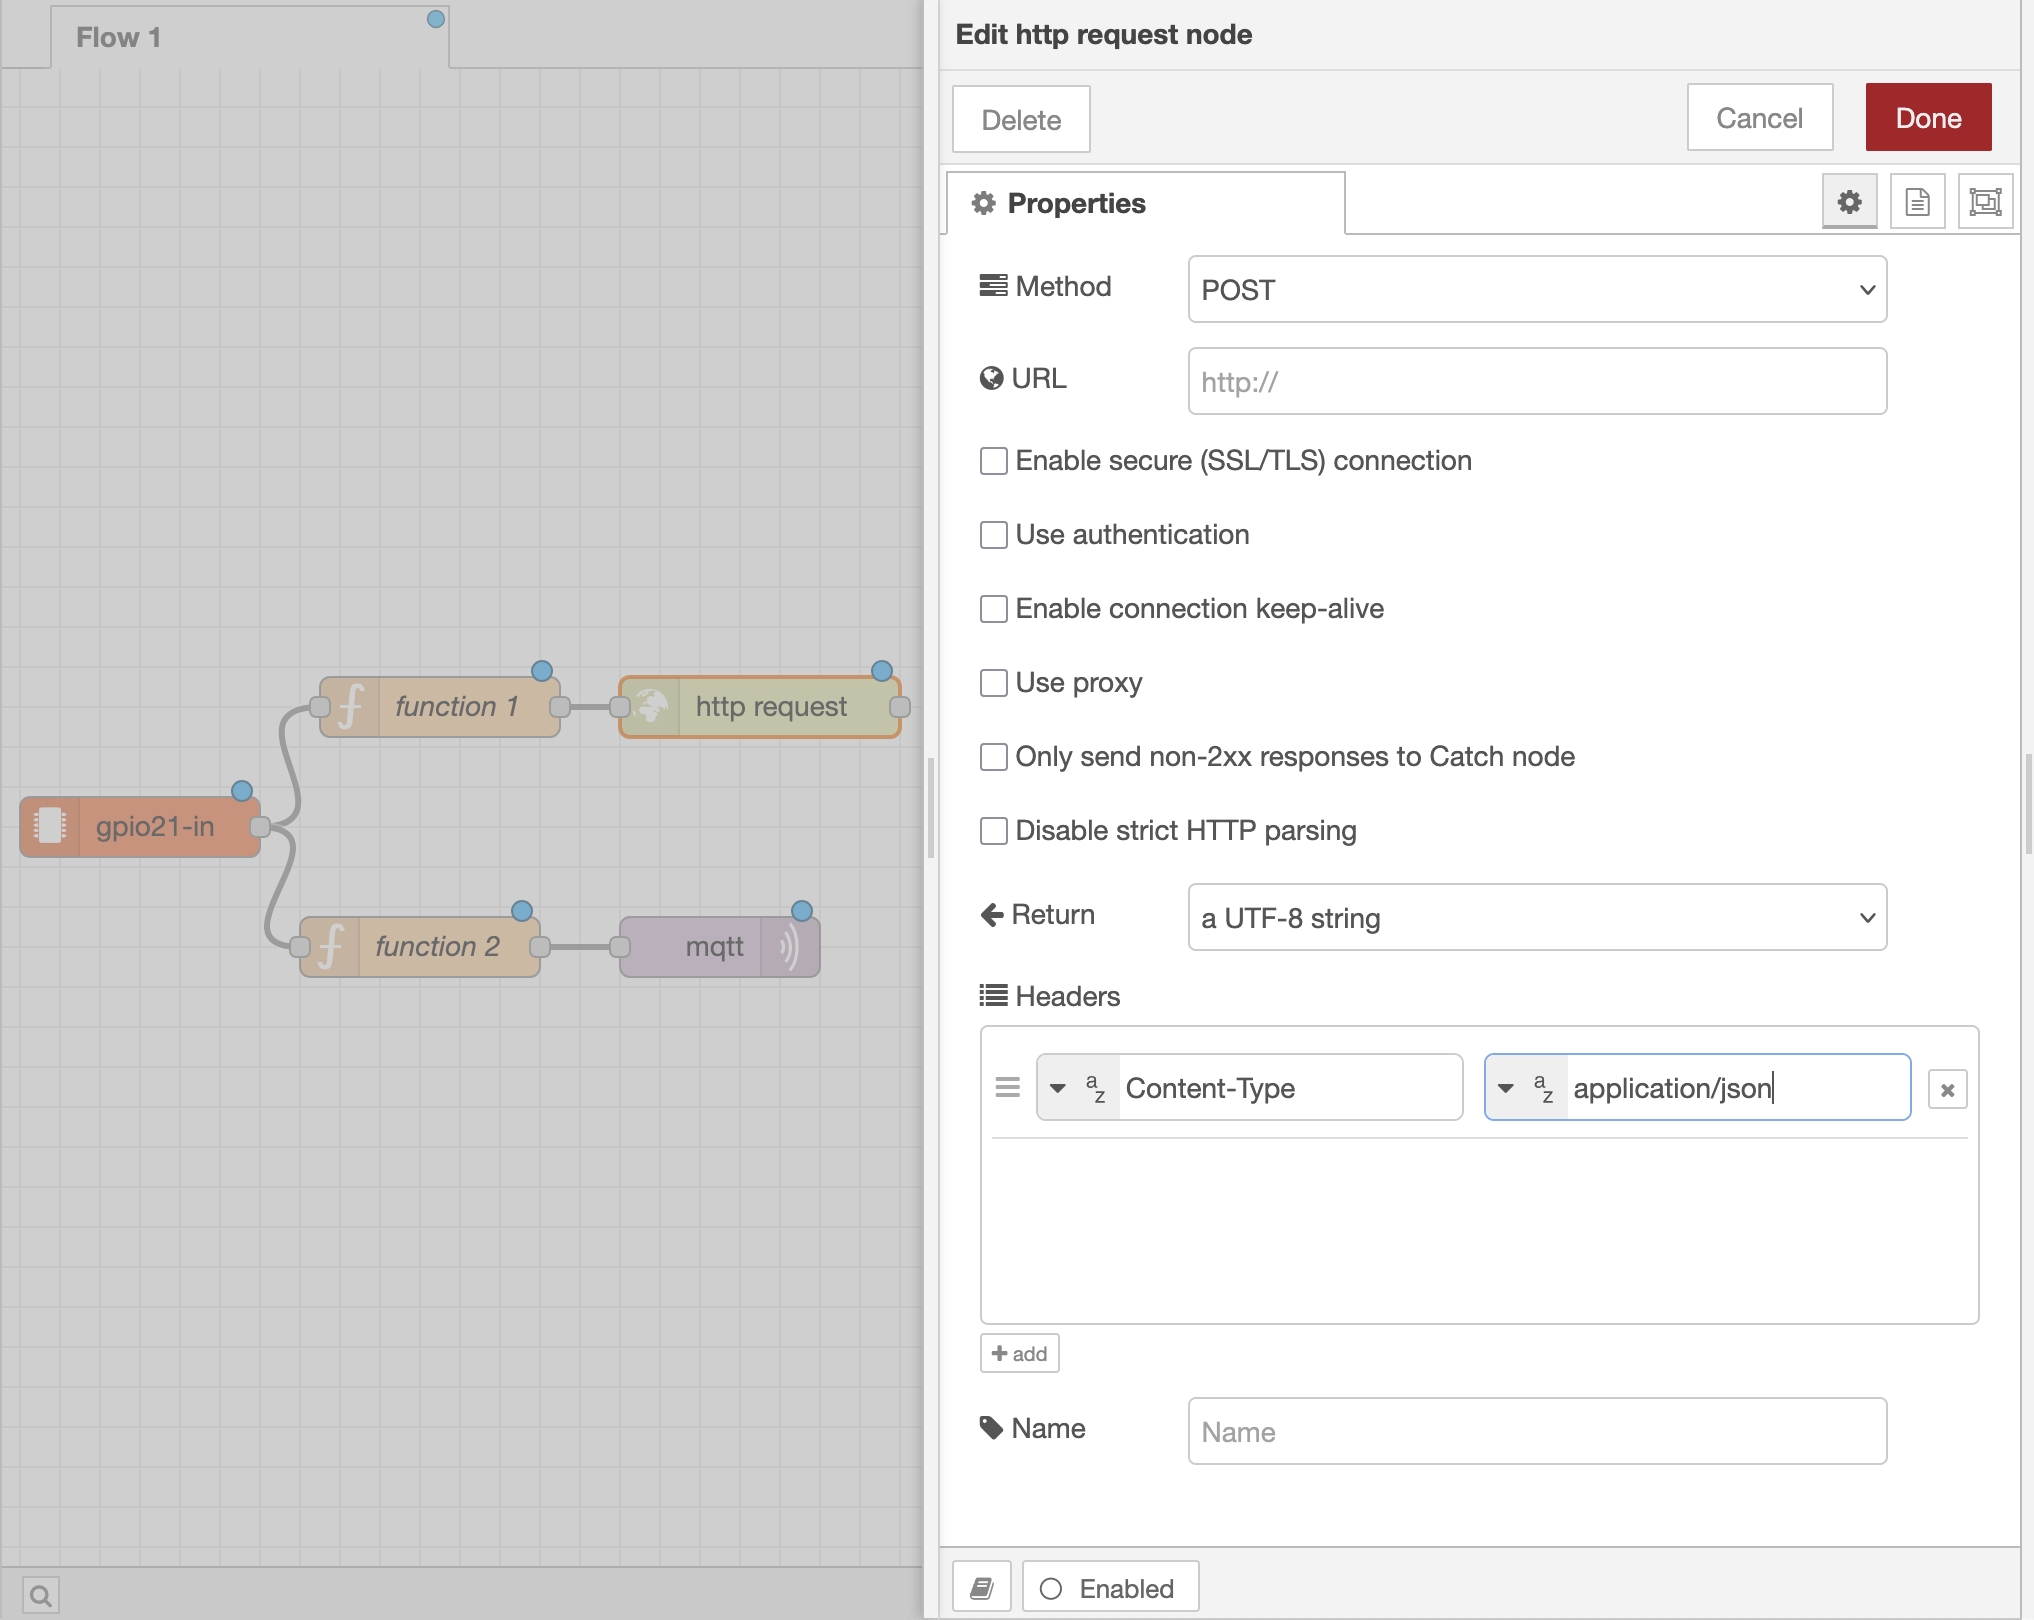 Flow 1
function 1
http request
gpio21-in
function 2
mqtt
Edit http request node
Delete
Cancel
Done
Properties
Method
POST
URL
http://
Enable secure (SSL/TLS) connection
Use authentication
Enable connection keep-alive
Use proxy
Only send non-2xx responses to Catch node
Disable strict HTTP parsing
Return
a UTF-8 string
Headers
az Content-Type
az application/json
add
Name
Name
Enabled